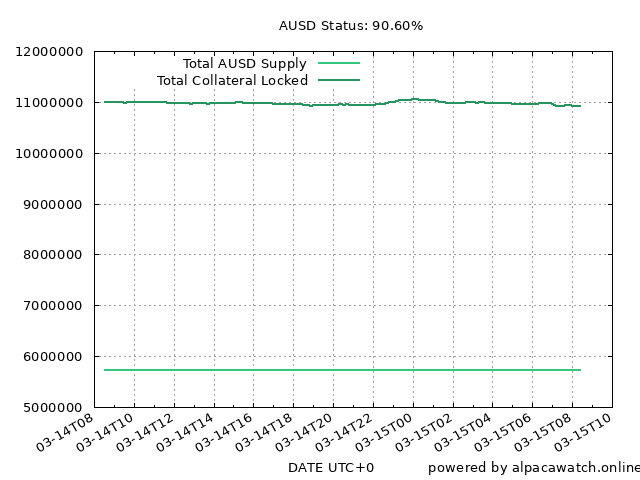 AUSD Status: 90.60%
12000000
Total AUSD Supply
Total Collateral Locked
11000000
10000000
9000000
8000000
7000000
6000000
5000000
03-14T08 03-14T10 03-14T12 03-14T14 03-14T16 03-14T18 03-14T20 03-14T22 03-15T00 03-15T02 03-15T04 03-15T06 03-15T08 03-15T10
DATE UTC+0
powered by alpacawatch.online